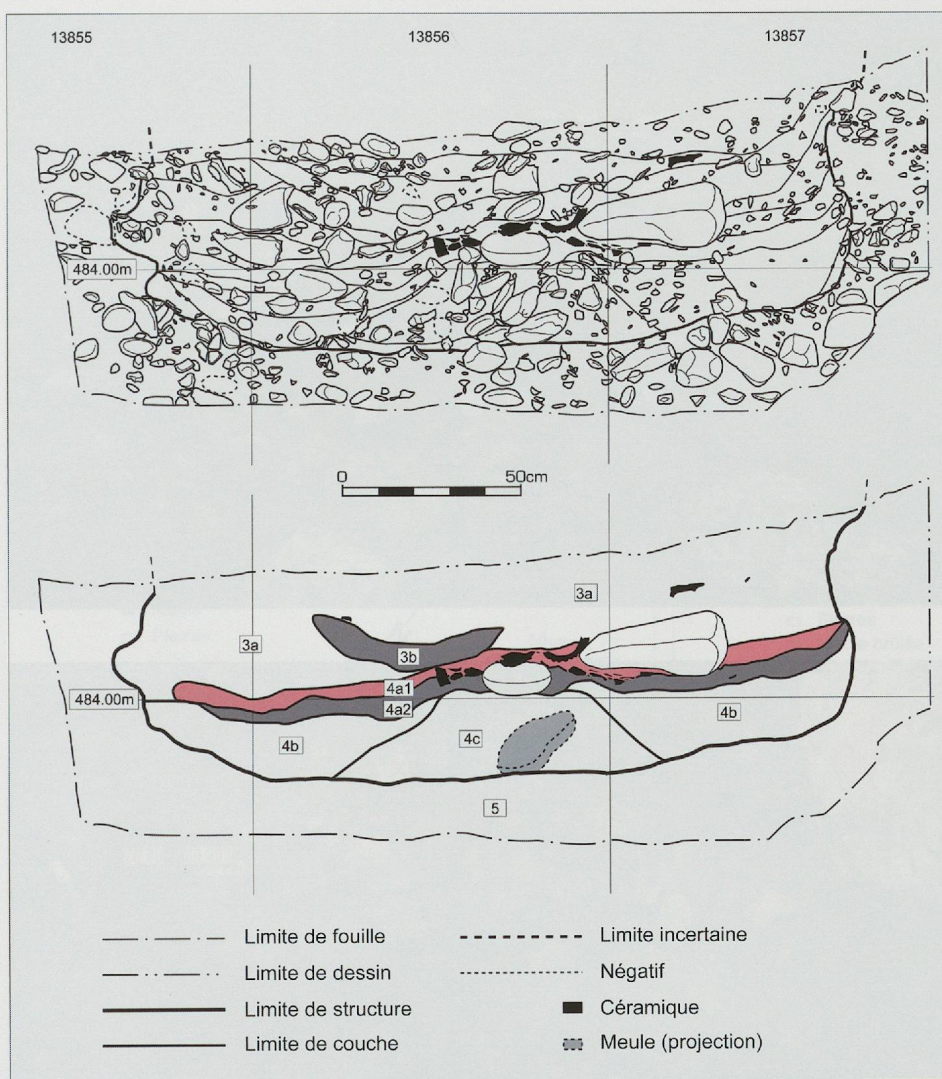 13855 13856 13857
484.00m
0 50cm
3a
3a
3b
4a1
484.00m
4a2
4b
4b
4c
5
Limite de fouille
Limite de dessin
Limite de structure
Limite de couche
Limite incertaine
Négatif
Céramique
Meule (projection)